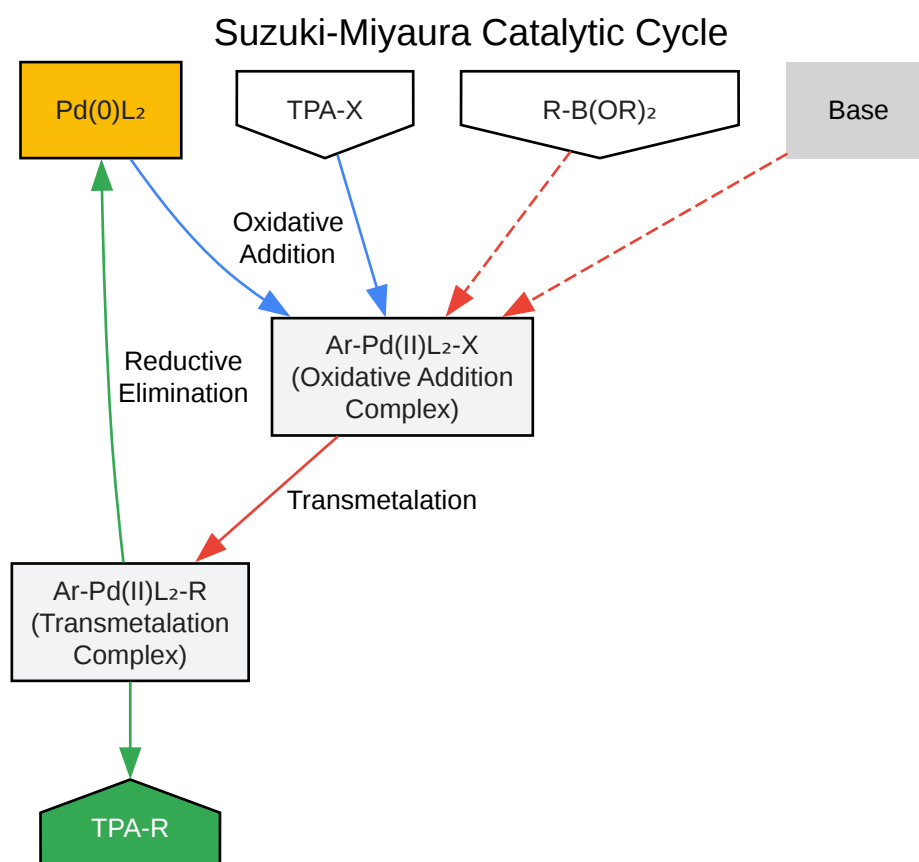 Suzuki-Miyaura Catalytic Cycle
Pd(0)L₂
TPA-X
R-B(OR)₂
Base
Oxidative
Addition
Ar-Pd(II)L₂-X
(Oxidative Addition
Complex)
Reductive
Elimination
Transmetalation
Ar-Pd(II)L₂-R
(Transmetalation
Complex)
TPA-R